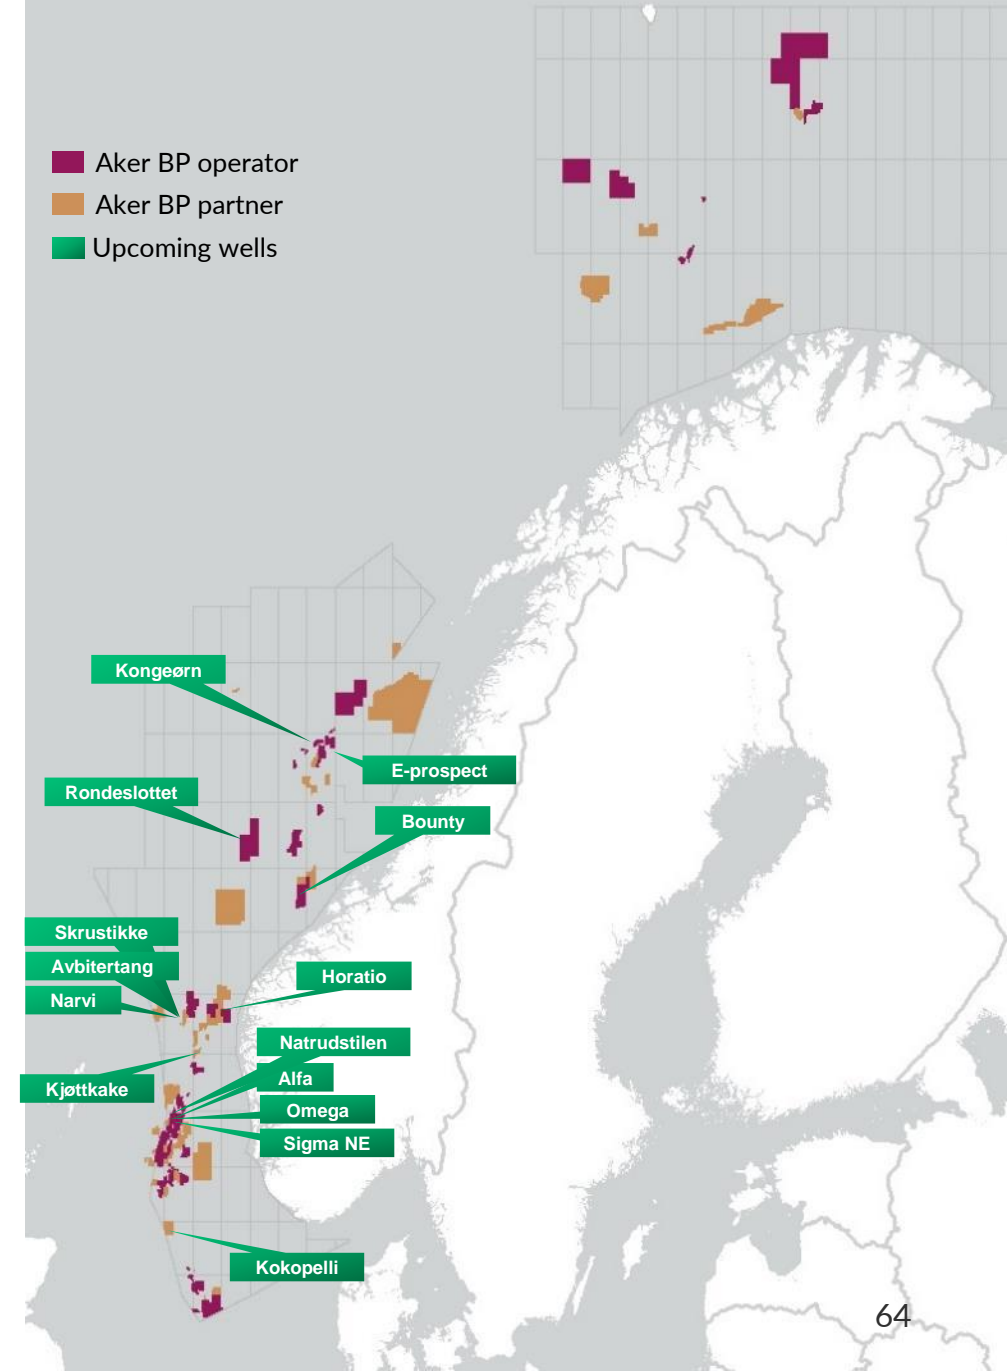 Aker BP operator
Aker BP partner
Upcoming wells
Kongeørn
E-prospect
Rondeslottet
Bounty
Skrustikke
Avbitertang
Narvi
Horatio
Natrudstilen
Kjøttkake
Alfa
Omega
Sigma NE
Kokopelli
64